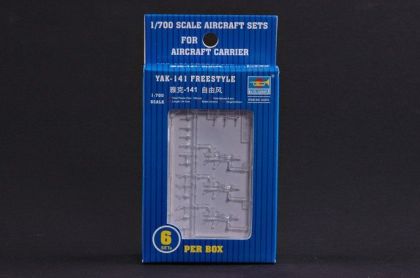 1/700 SCALE AIRCRAFT SETS
FOR
AIRCRAFT CARRIER
YAK-141 FREESTYLE
雅克-141 自由风
1:700
SCALE
6
SETS
PER BOX